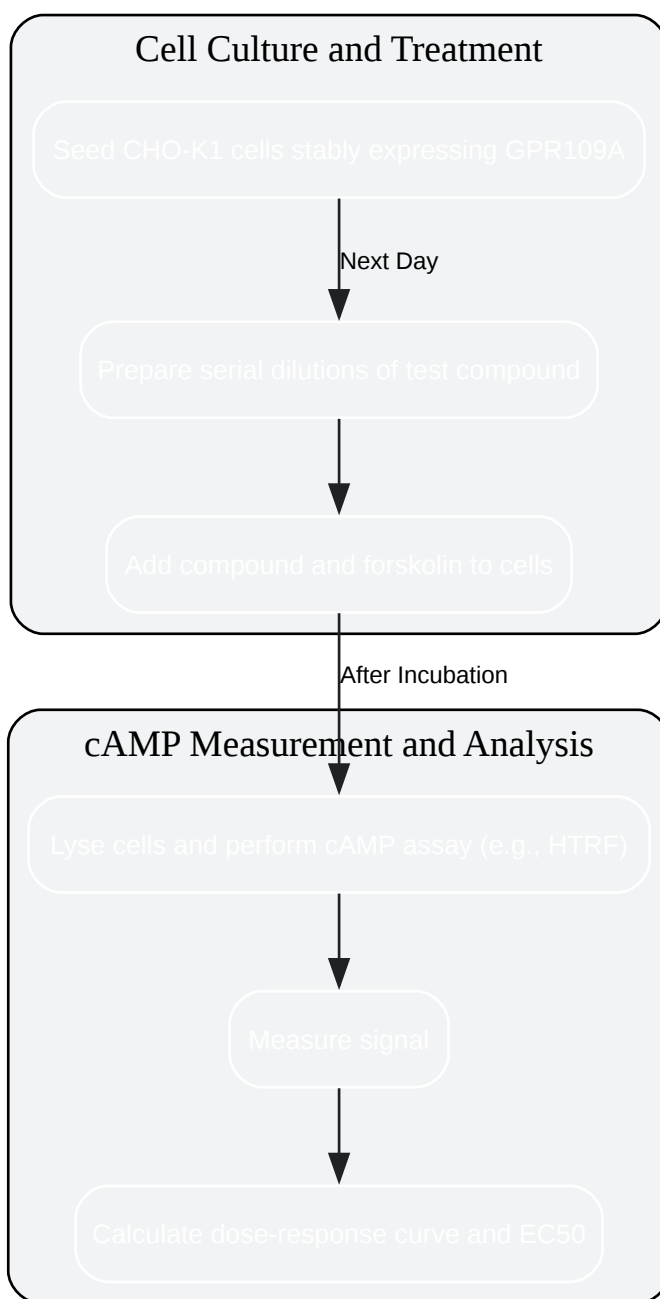 Cell Culture and Treatment
Seed CHO-K1 cells stably expressing GPR109A
Next Day
Prepare serial dilutions of test compound
Add compound and forskolin to cells
After Incubation
cAMP Measurement and Analysis
Lyse cells and perform cAMP assay (e.g., HTRF)
Measure signal
Calculate dose-response curve and EC50